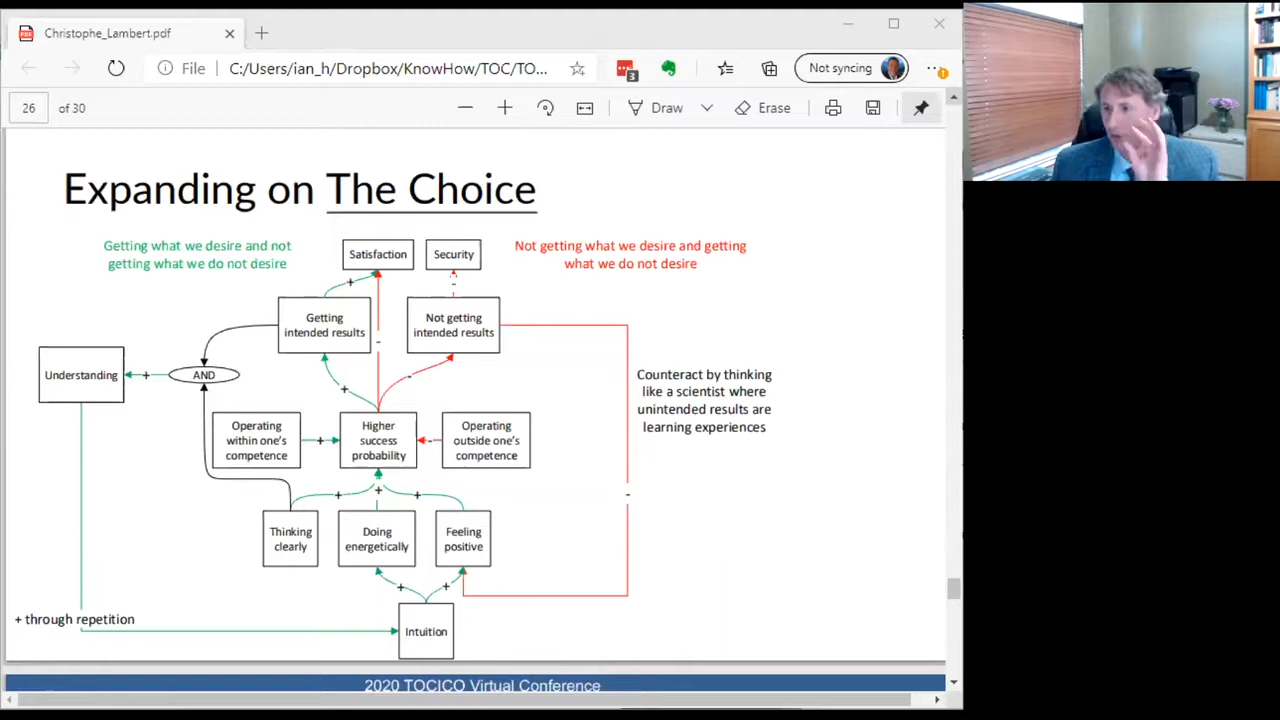 Christophe_Lambert.pdf
File
C:/Users/ian_h/Dropbox/KnowHow/TOC/TO...
3
Not syncing
26
of 30
Draw
Erase
Expanding on The Choice
Getting what we desire and not
getting what we do not desire
Satisfaction
Security
Not getting what we desire and getting
what we do not desire
+
-
Getting
intended results
Not getting
intended results
-
Understanding
+
AND
+
-
Counteract by thinking
like a scientist where
unintended results are
learning experiences
Operating
within one's
competence
+
Higher
success
probability
-
Operating
outside one's
competence
+
+
+
-
Thinking
clearly
Doing
energetically
Feeling
positive
+
+
+ through repetition
Intuition
2020 TOCICO Virtual Conference